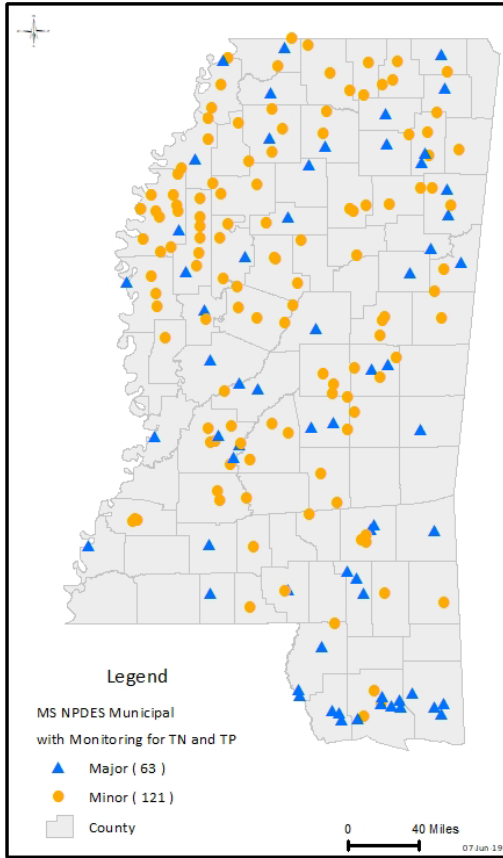 Legend
MS NPDES Municipal
with Monitoring for TN and TP
Major ( 63 )
Minor ( 121 )
County
0 40 Miles
07 Jun 19